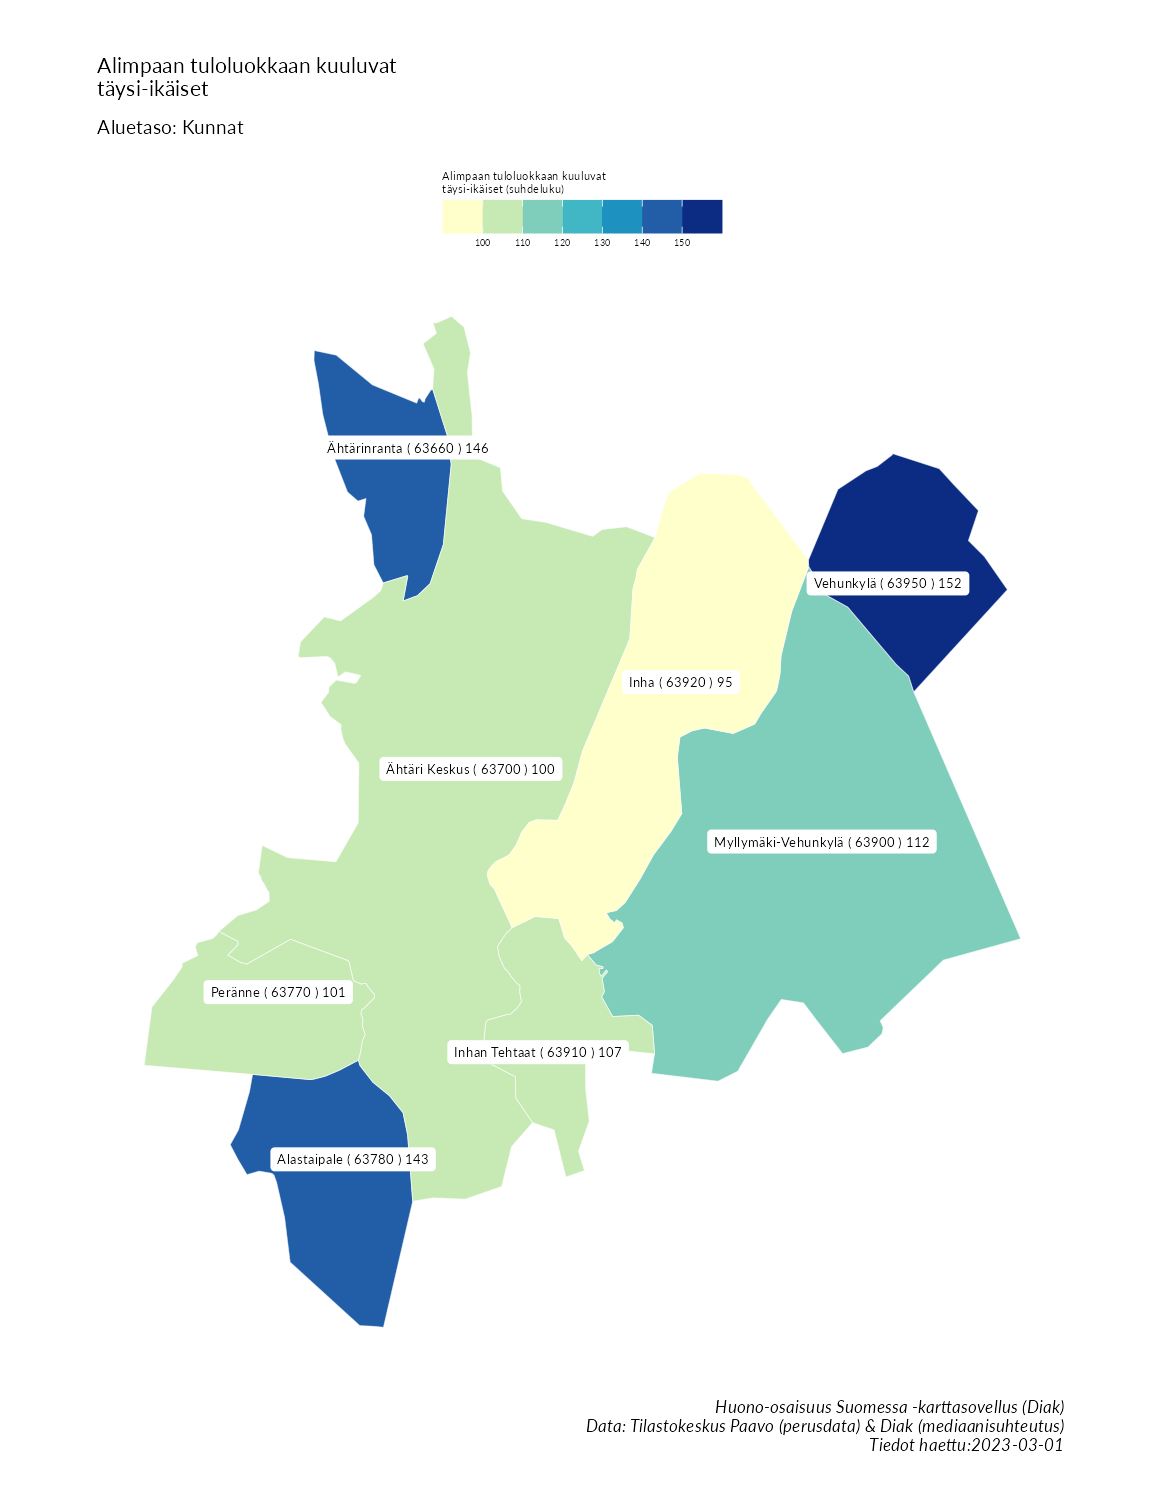 Alimpaan tuloluokkaan kuuluvat
täysi-ikäiset
Aluetaso: Kunnat
Alimpaan tuloluokkaan kuuluvat
täysi-ikäiset (suhdeluku)
100 110 120 130 140 150
Ähtärinranta ( 63660 ) 146
Vehunkylä ( 63950 ) 152
Inha ( 63920 ) 95
Ähtäri Keskus ( 63700 ) 100
Myllymäki-Vehunkylä ( 63900 ) 112
Peränne ( 63770 ) 101
Inhan Tehtaat ( 63910 ) 107
Alastaipale ( 63780 ) 143
Huono-osaisuus Suomessa -karttasovellus (Diak)
Data: Tilastokeskus Paavo (perusdata) & Diak (mediaanisuhteutus)
Tiedot haettu:2023-03-01